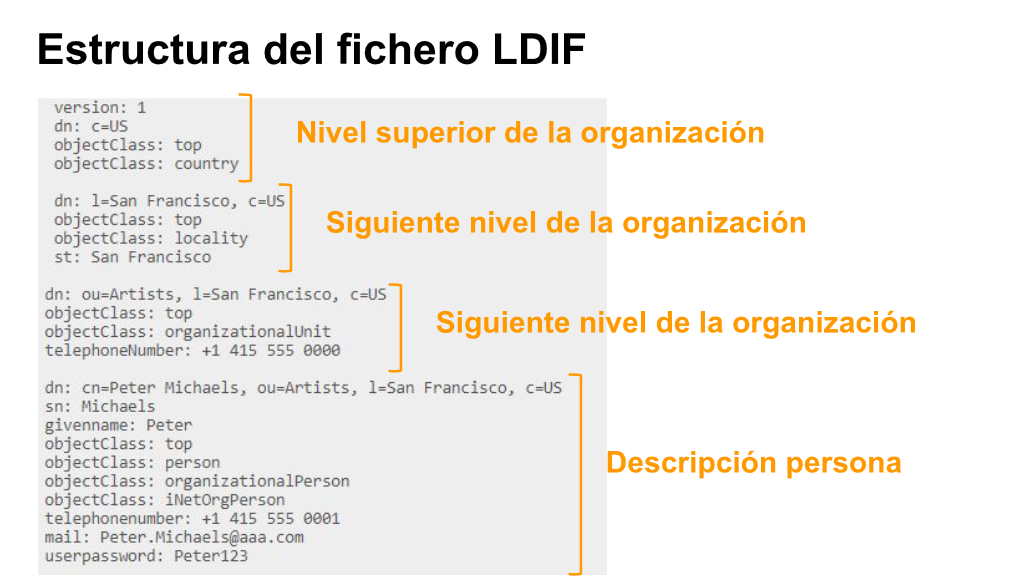 Estructura del fichero LDIF
version: 1
dn: c=US
objectClass: top
objectClass: country
Nivel superior de la organización
dn: l=San Francisco, c=US
objectClass: top
objectClass: locality
st: San Francisco
Siguiente nivel de la organización
dn: ou=Artists, l=San Francisco, c=US
objectClass: top
objectClass: organizationalUnit
telephoneNumber: +1 415 555 0000
Siguiente nivel de la organización
dn: cn=Peter Michaels, ou=Artists, l=San Francisco, c=US
sn: Michaels
givenname: Peter
objectClass: top
objectClass: person
objectClass: organizationalPerson
objectClass: iNetOrgPerson
telephonenumber: +1 415 555 0001
mail: Peter.Michaels@aaa.com
userpassword: Peter123
Descripción persona